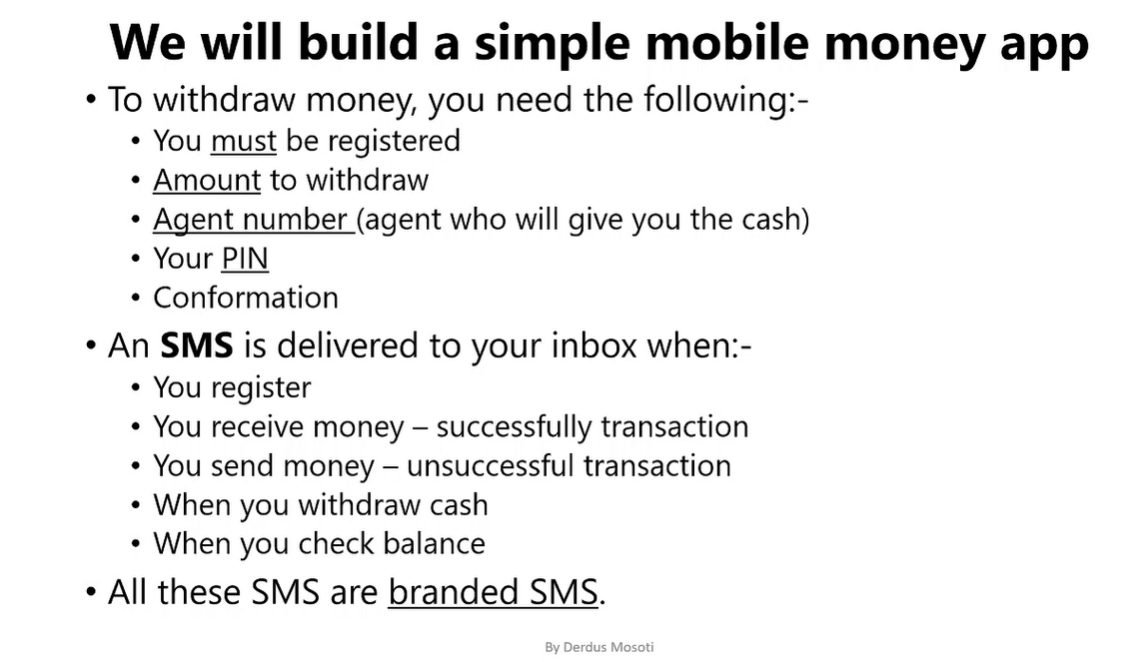 We will build a simple mobile money app
• To withdraw money, you need the following:-
• You must be registered
• Amount to withdraw
• Agent number (agent who will give you the cash)
• Your PIN
• Conformation
• An SMS is delivered to your inbox when:-
• You register
• You receive money – successfully transaction
• You send money – unsuccessful transaction
• When you withdraw cash
• When you check balance
• All these SMS are branded SMS.
By Derdus Mosoti